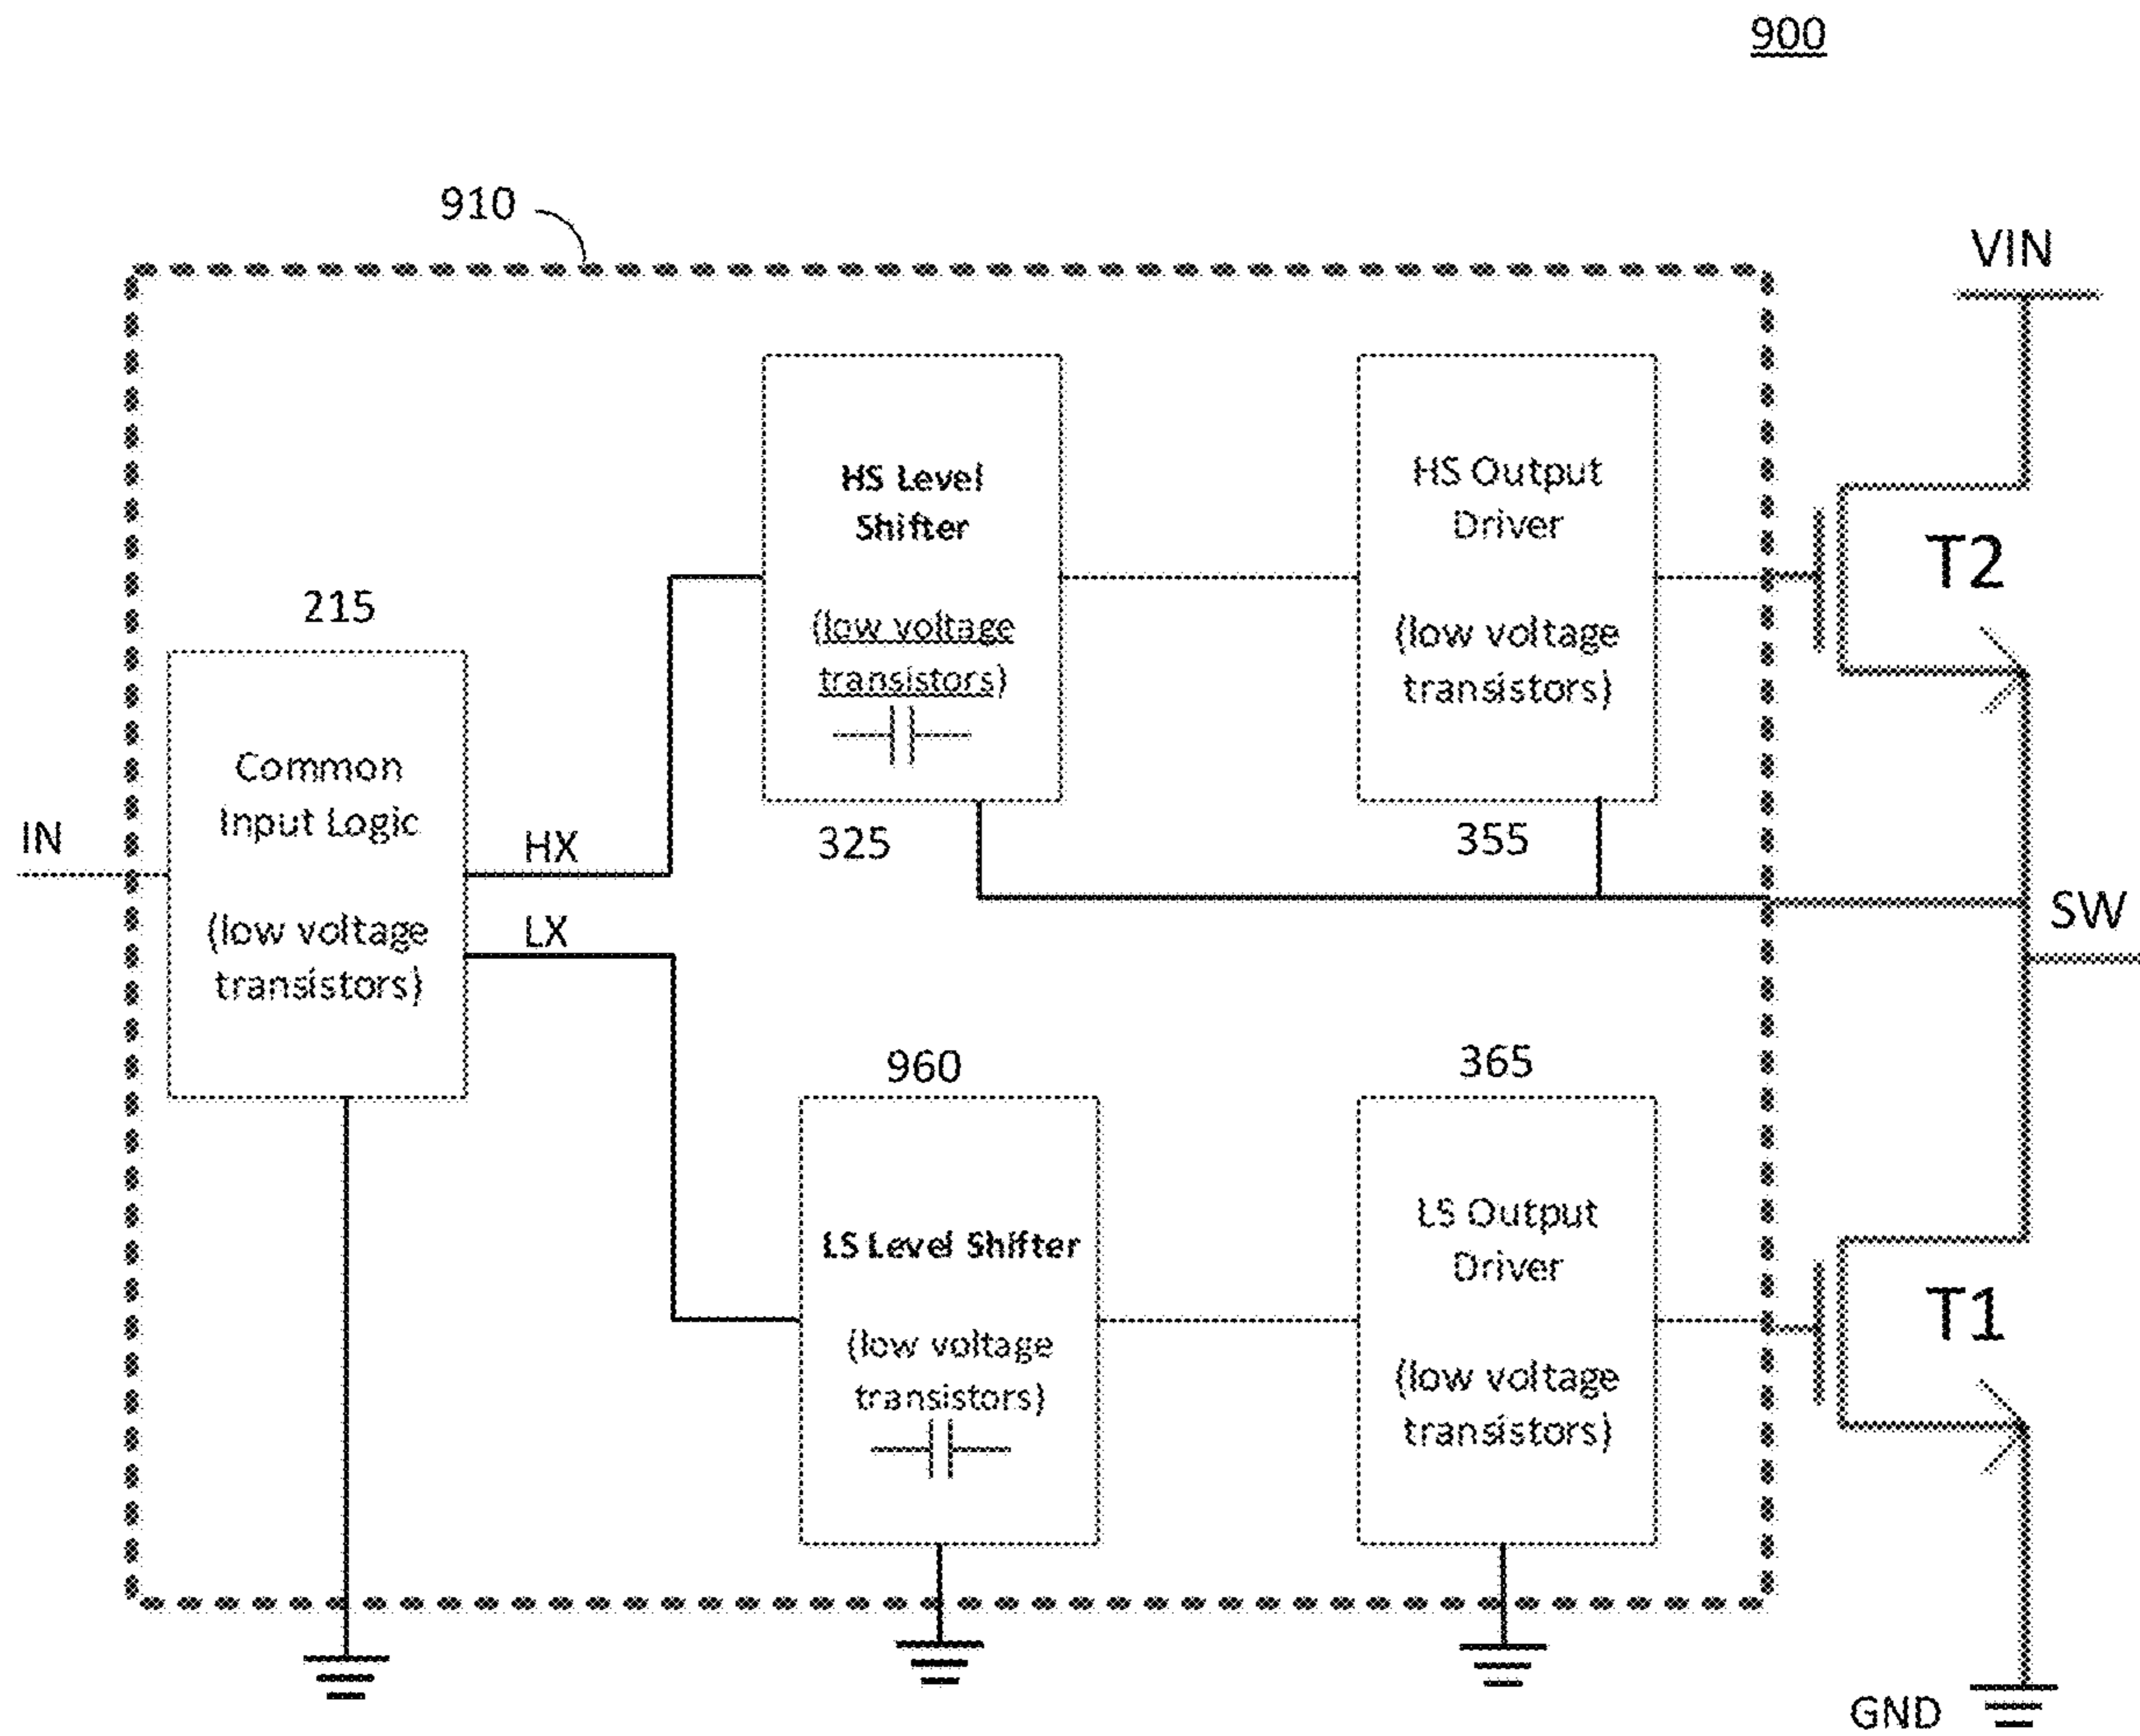 900
910
VIN
HS Level
Shifter
(low voltage
transistors)
325
HS Output
Driver
(low voltage
transistors)
355
T2
215
Common
Input Logic
(low voltage
transistors)
IN
HX
LX
SW
960
LS Level Shifter
(low voltage
transistors)
365
LS Output
Driver
(low voltage
transistors)
T1
GND